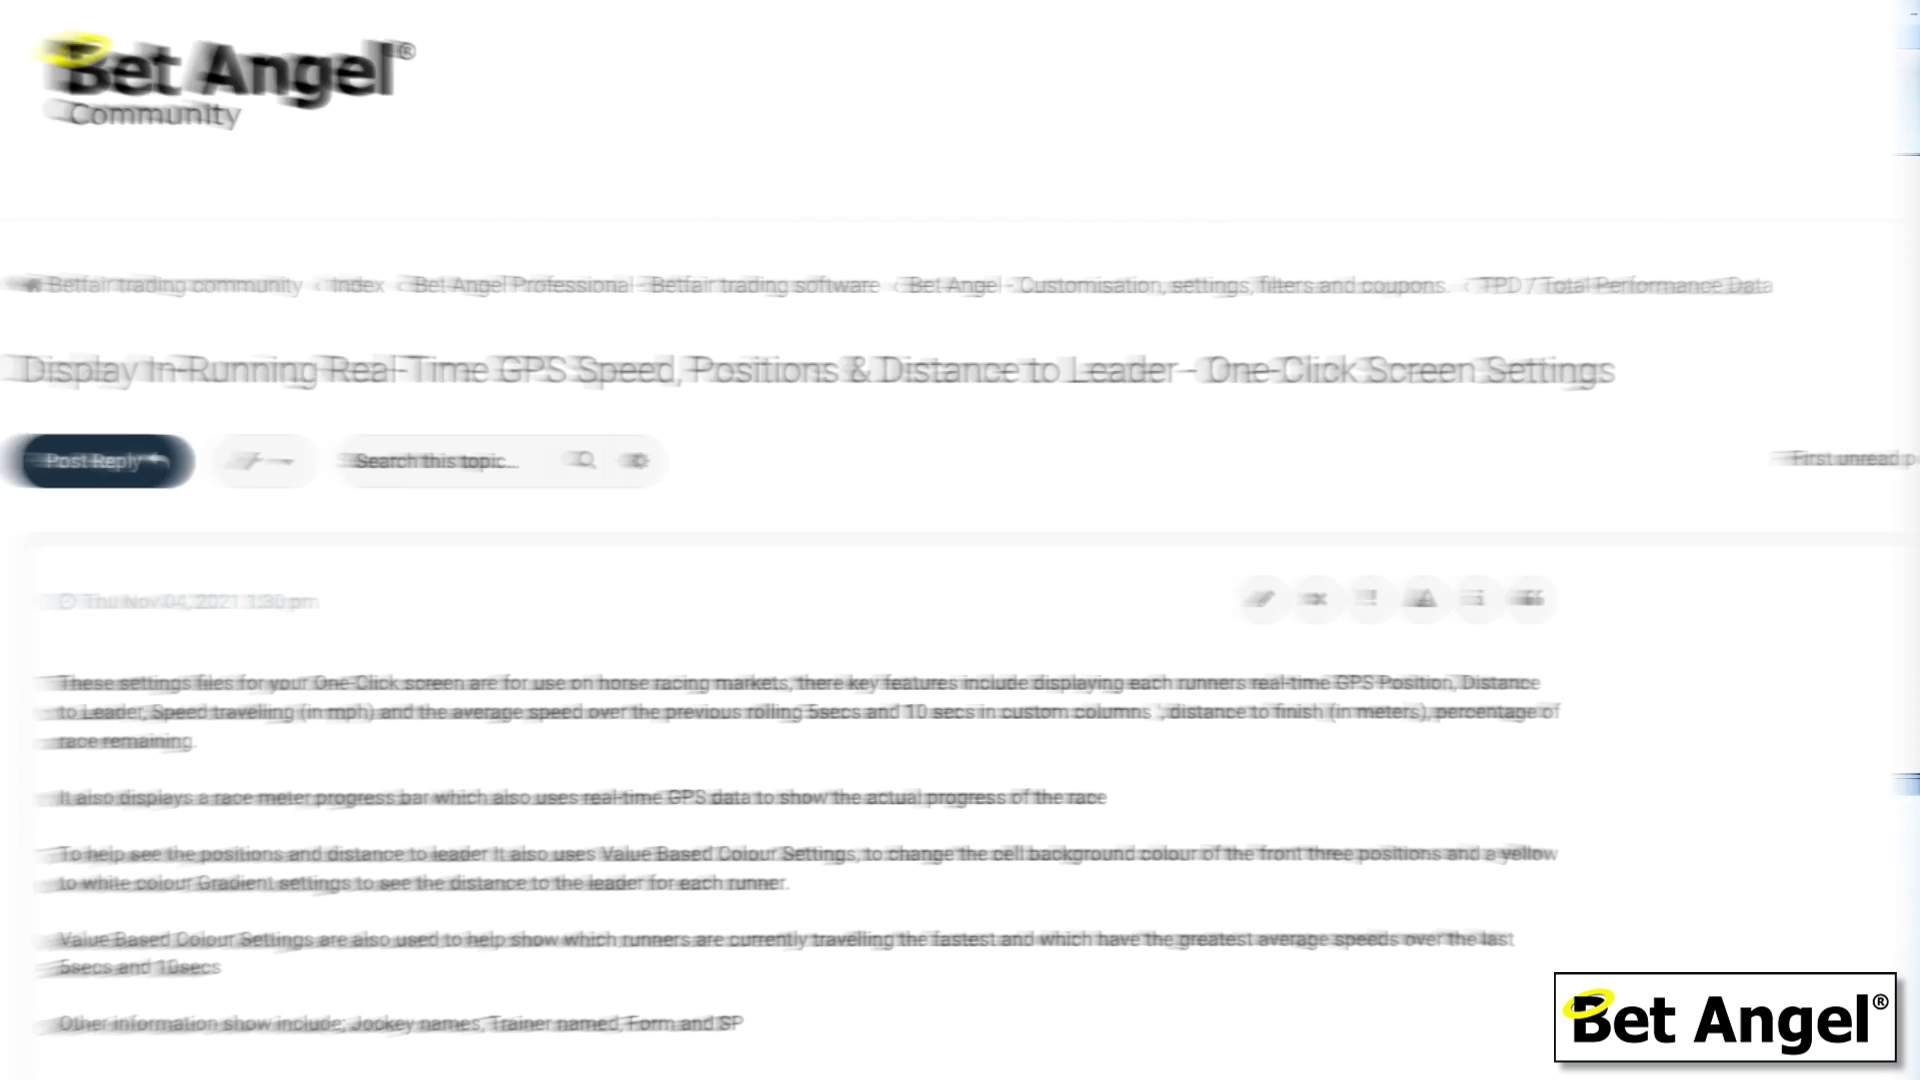 Bet Angel®
Community
Betfair trading community ‹ Index ‹ Bet Angel Professional - Betfair trading software ‹ Bet Angel - Customisation, settings, filters and coupons. ‹ TPD / Total Performance Data
Display In-Running Real-Time GPS Speed, Positions & Distance to Leader - One-Click Screen Settings
Post Reply
Search this topic...
First unread p
Thu Nov 04, 2021 1:30 pm
These settings files for your One-Click screen are for use on horse racing markets, there key features include displaying each runners real-time GPS Position, Distance
to Leader, Speed travelling (in mph) and the average speed over the previous rolling 5secs and 10 secs in custom columns ', distance to finish (in meters), percentage of
race remaining.
It also displays a race meter progress bar which also uses real-time GPS data to show the actual progress of the race
To help see the positions and distance to leader It also uses Value Based Colour Settings, to change the cell background colour of the front three positions and a yellow
to white colour Gradient settings to see the distance to the leader for each runner.
Value Based Colour Settings are also used to help show which runners are currently travelling the fastest and which have the greatest average speeds over the last
5secs and 10secs
Other information show include; Jockey names, Trainer named, Form and SP
Bet Angel®